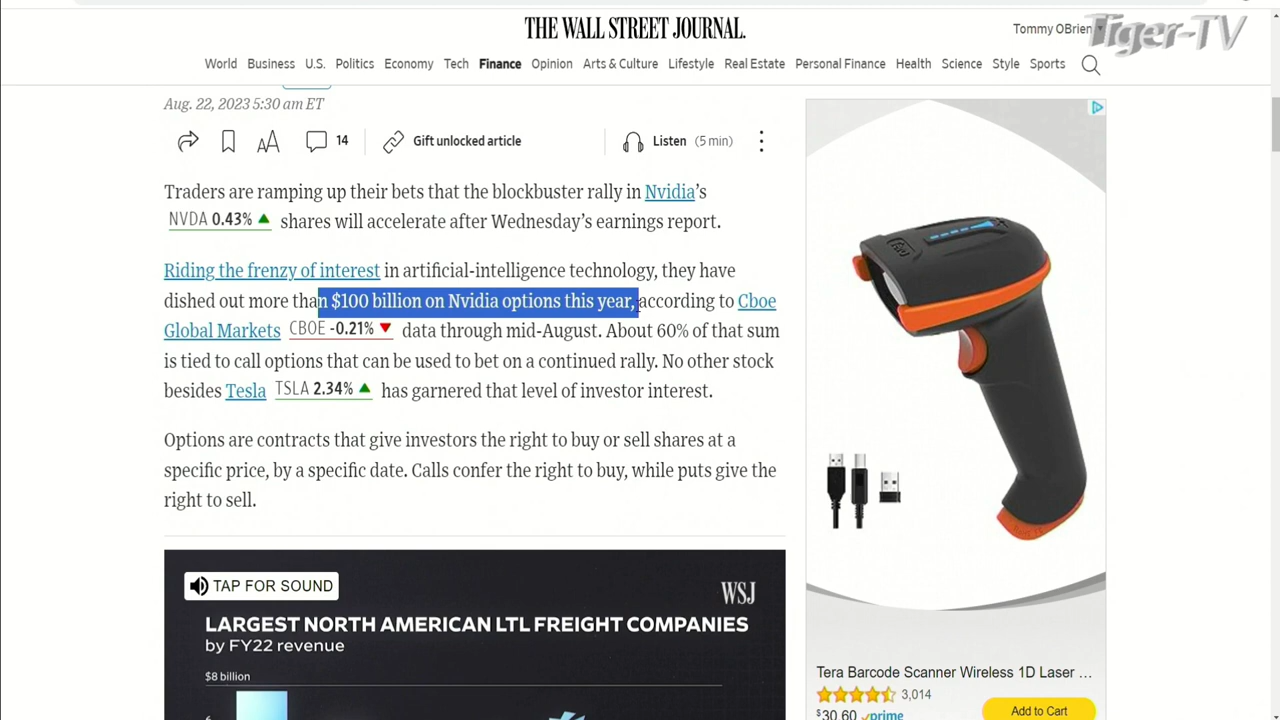 THE WALL STREET JOURNAL.
Tommy OBrien
Tiger-TV
World Business U.S. Politics Economy Tech Finance Opinion Arts & Culture Lifestyle Real Estate Personal Finance Health Science Style Sports
Aug. 22, 2023 5:30 am ET
14 Gift unlocked article Listen (5 min)
Traders are ramping up their bets that the blockbuster rally in Nvidia's
NVDA 0.43% ▲ shares will accelerate after Wednesday's earnings report.
Riding the frenzy of interest in artificial-intelligence technology, they have
dished out more than $100 billion on Nvidia options this year, according to Cboe
Global Markets CBOE -0.21% ▼ data through mid-August. About 60% of that sum
is tied to call options that can be used to bet on a continued rally. No other stock
besides Tesla TSLA 2.34% ▲ has garnered that level of investor interest.
Options are contracts that give investors the right to buy or sell shares at a
specific price, by a specific date. Calls confer the right to buy, while puts give the
right to sell.
TAP FOR SOUND
WSJ
LARGEST NORTH AMERICAN LTL FREIGHT COMPANIES
by FY22 revenue
$8 billion
6
Tera Barcode Scanner Wireless 1D Laser ...
3,014
$30.60 prime
Add to Cart